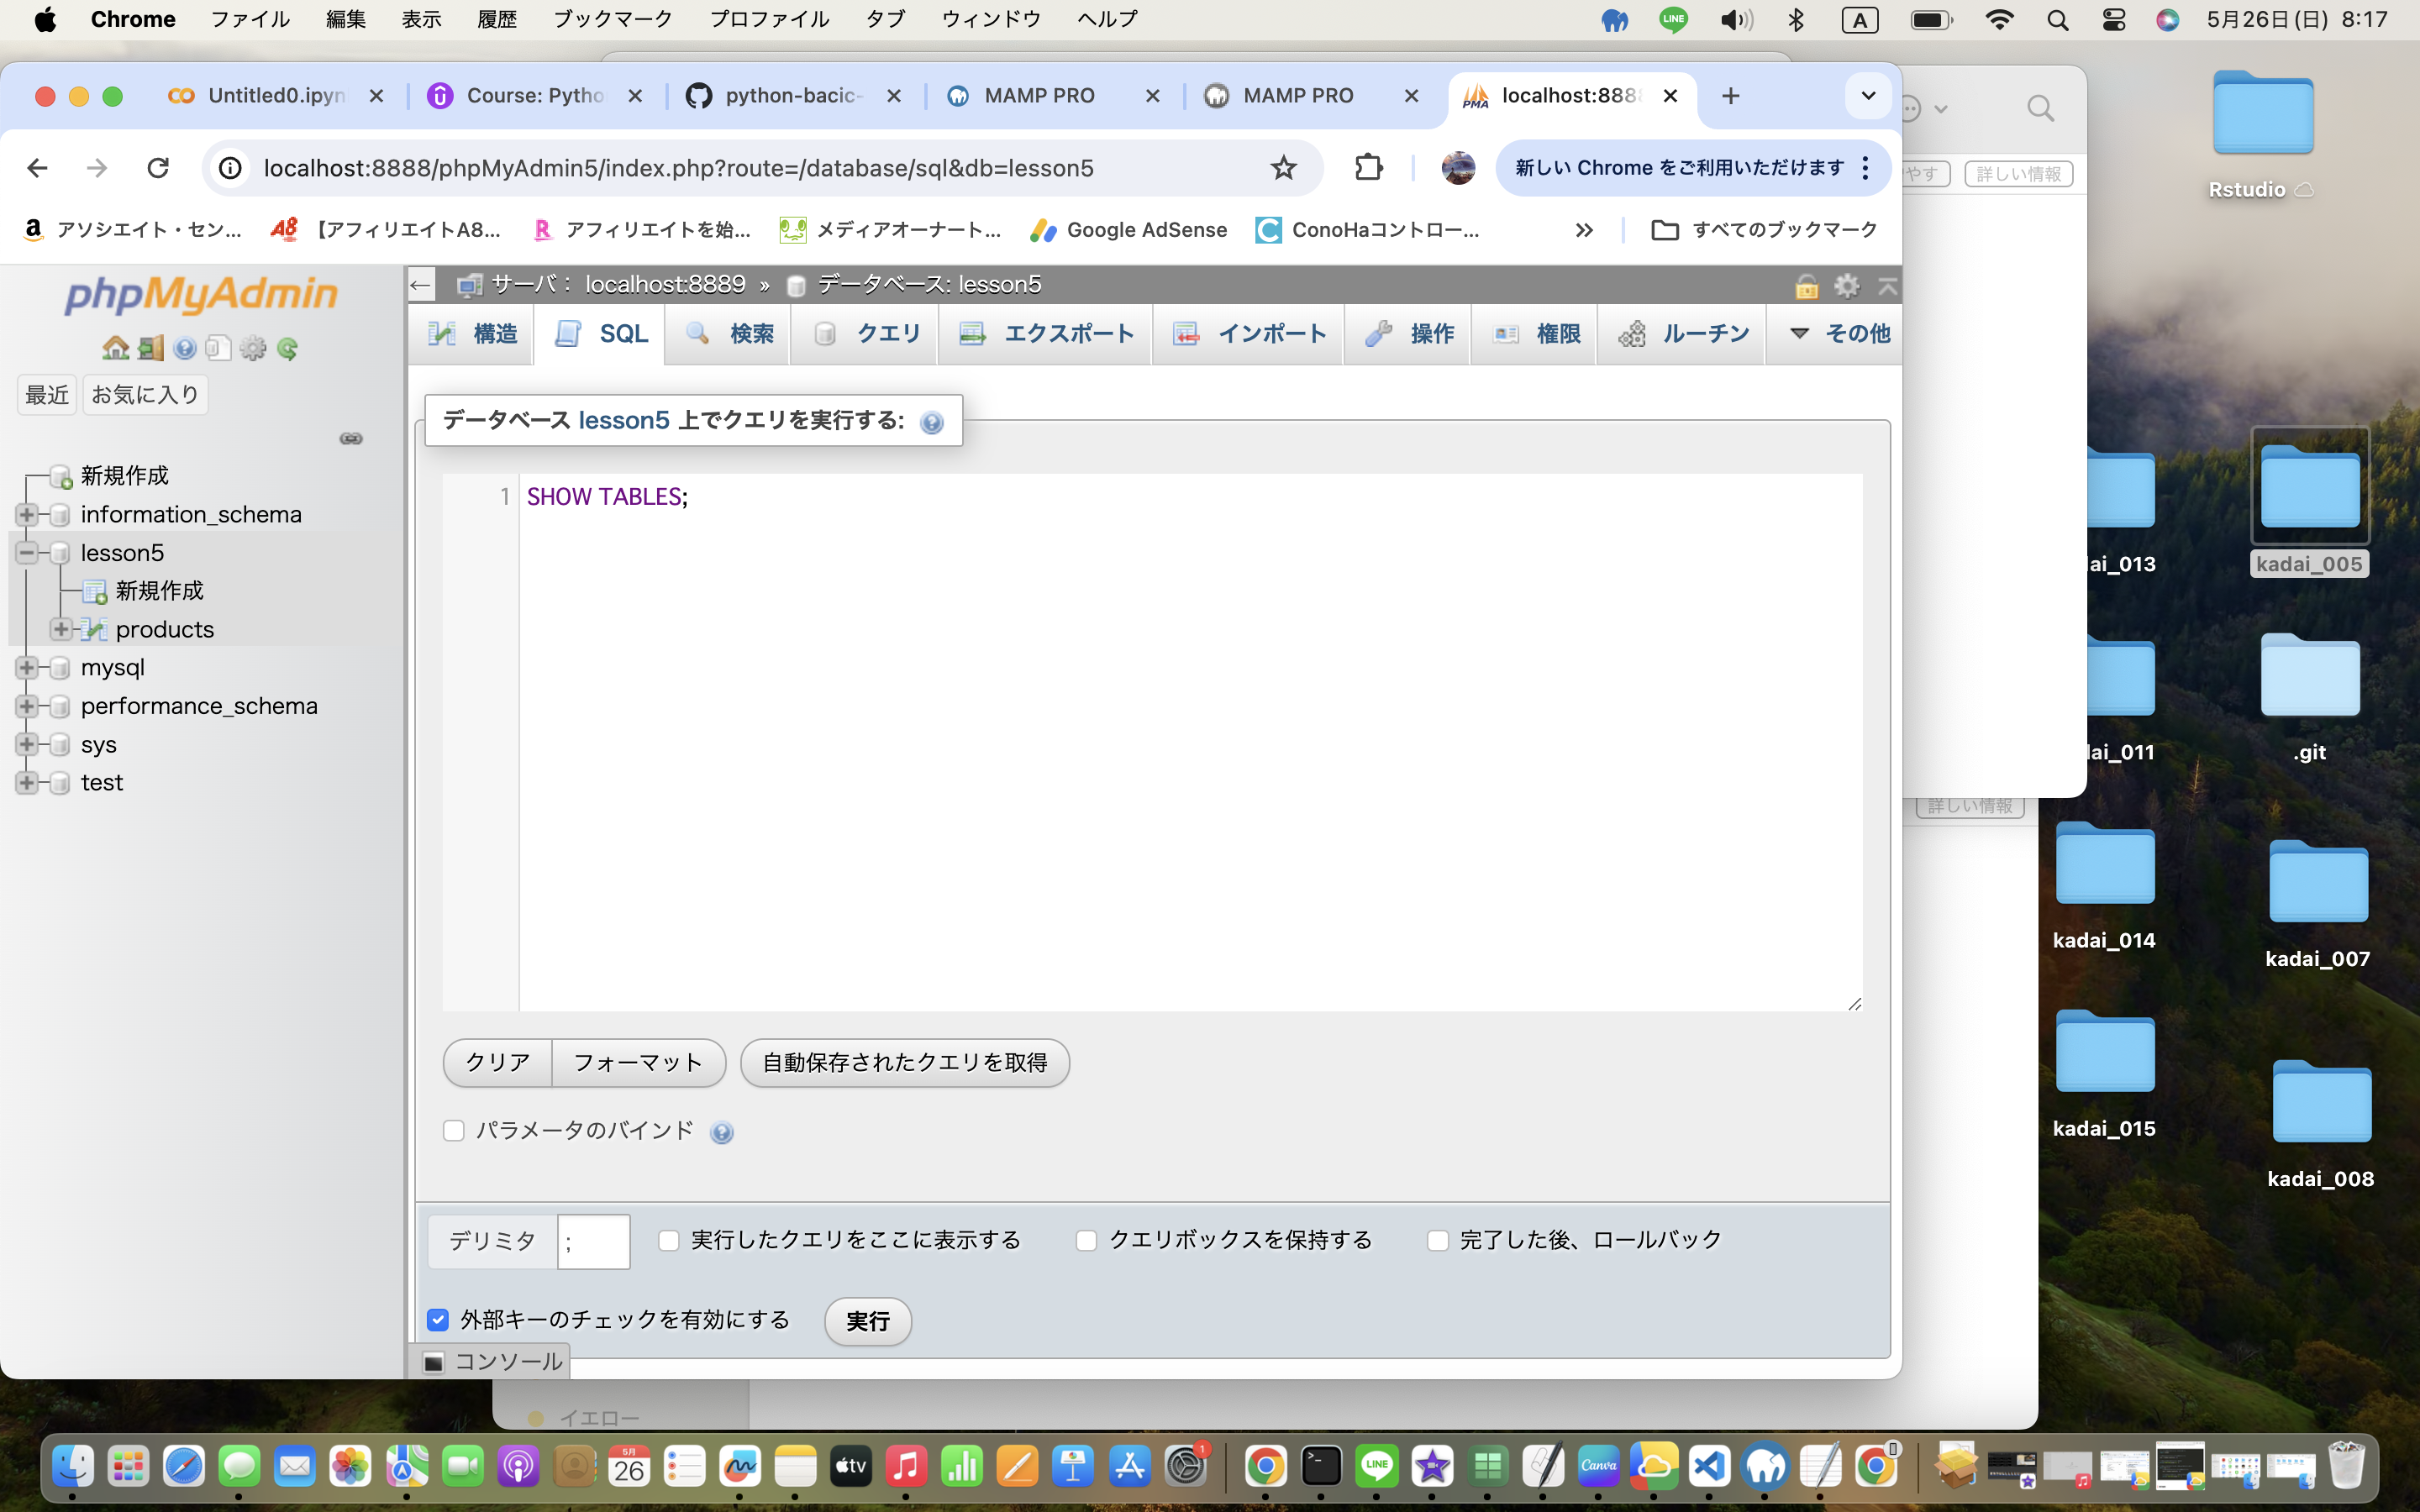 Chrome ファイル 編集 表示 履歴 ブックマーク プロファイル タブ ウィンドウ ヘルプ
LINE A 5月26日(日) 8:17
Untitled0.ipyn Course: Pytho python-bacic- MAMP PRO MAMP PRO PMA localhost:888
localhost:8888/phpMyAdmin5/index.php?route=/database/sql&db=lesson5
新しい Chrome をご利用いただけます
やす 詳しい情報
アソシエイト・セン... 【アフィリエイトA8... アフィリエイトを始... メディアオーナート... Google AdSense ConoHaコントロー... すべてのブックマーク
phpMyAdmin
最近 お気に入り
新規作成
information_schema
lesson5
新規作成
products
mysql
performance_schema
sys
test
サーバ: localhost:8889 » データベース: lesson5
構造 SQL 検索 クエリ エクスポート インポート 操作 権限 ルーチン その他
データベース lesson5 上でクエリを実行する:
1 SHOW TABLES;
クリア フォーマット 自動保存されたクエリを取得
パラメータのバインド
デリミタ ; 実行したクエリをここに表示する クエリボックスを保持する 完了した後、ロールバック
外部キーのチェックを有効にする 実行
コンソール
詳しい情報
イエロー
Rstudio
ai_013
kadai_005
ai_011
.git
kadai_014
kadai_007
kadai_015
kadai_008
5月
26
tv
1
LINE
Canva